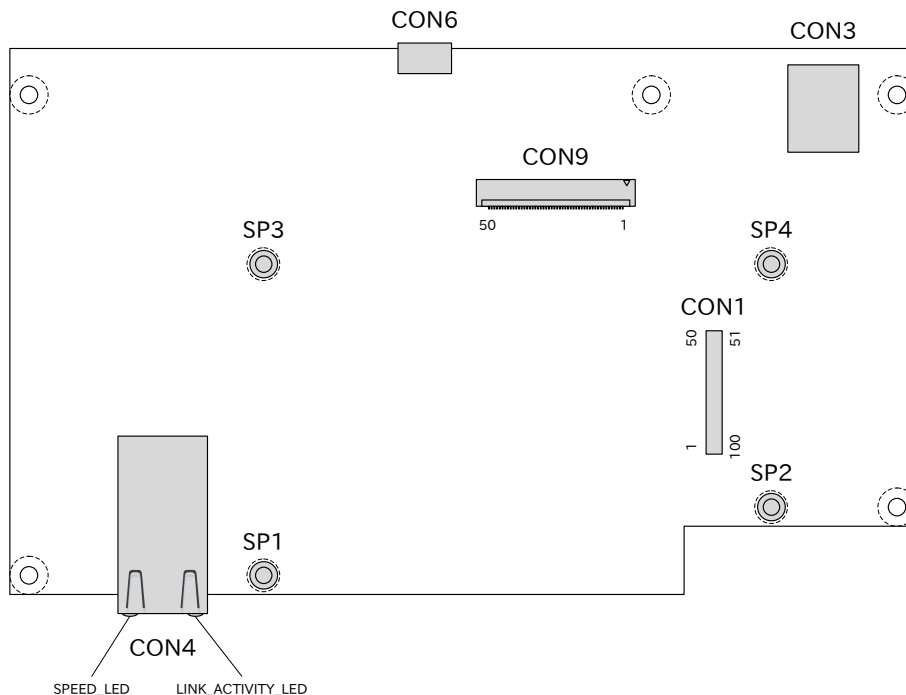 CON6
CON3
CON9
50 1
SP3
SP4
CON1
50 51
1 100
SP2
SP1
CON4
SPEED_LED LINK_ACTIVITY_LED